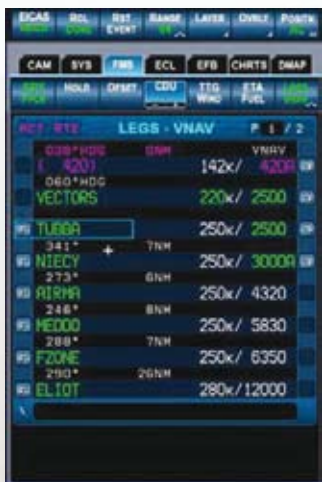 EICAS RCL RST RANGE LAYER OVRLY POSITN
EVENT
CAM SYS FMS ECL EFB CHRTS DMAP
HOLD OFSET CDU TTG ETA
WIND FUEL
ACT RTE LEGS - VNAV P 1 / 2
038°HDG 0NM VNAV
( 420) 142K/ 420A
060°HDG
VECTORS 220K/ 2500
TUBBA 250K/ 2500
341° 7NM
NIECY 250K/ 3000A
273° 6NM
AIRMA 250K/ 4320
246° 8NM
MEDOO 250K/ 5830
288° 7NM
FZONE 250K/ 6350
290° 26NM
ELIOT 280K/12000